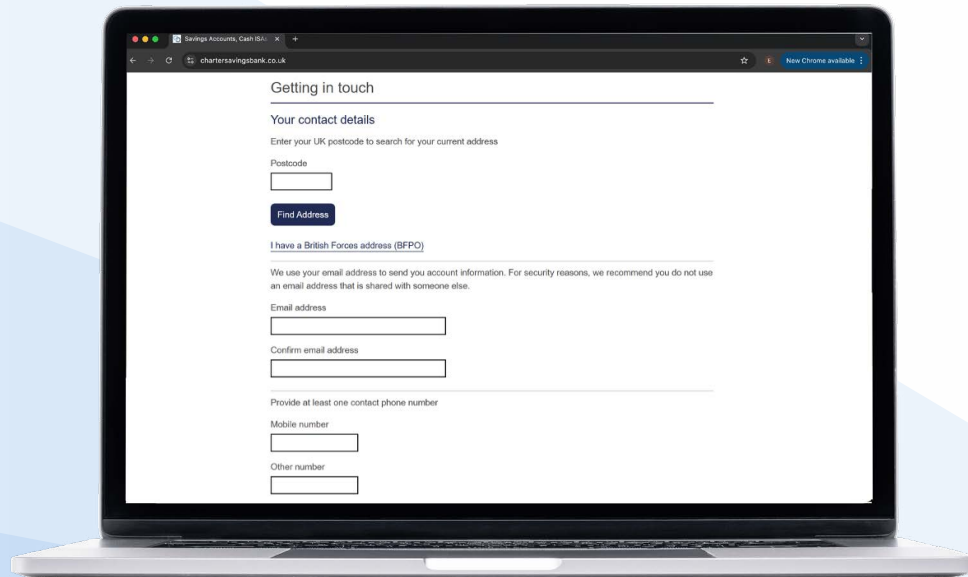 Savings Accounts, Cash ISAs
chartersavingsbank.co.uk
E
New Chrome available
Getting in touch
Your contact details
Enter your UK postcode to search for your current address
Postcode
Find Address
I have a British Forces address (BFPO)
We use your email address to send you account information. For security reasons, we recommend you do not use
an email address that is shared with someone else.
Email address
Confirm email address
Provide at least one contact phone number
Mobile number
Other number